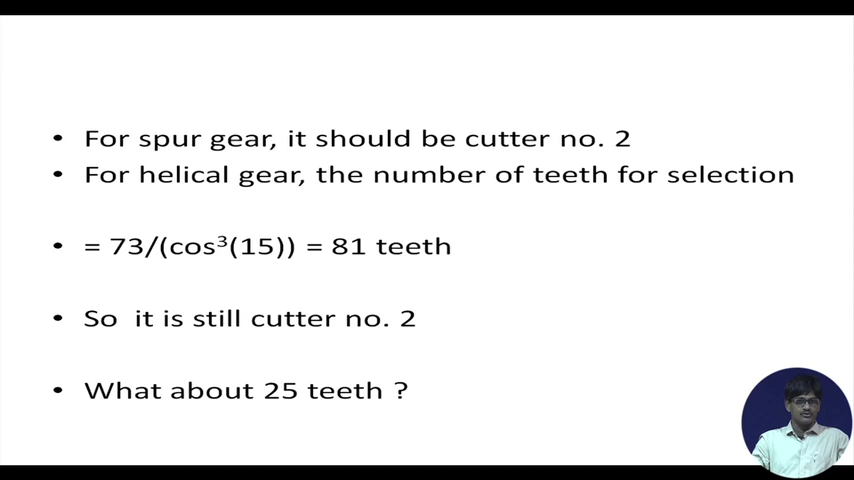 • For spur gear, it should be cutter no. 2
• For helical gear, the number of teeth for selection
• = 73/(cos³(15)) = 81 teeth
• So it is still cutter no. 2
• What about 25 teeth ?